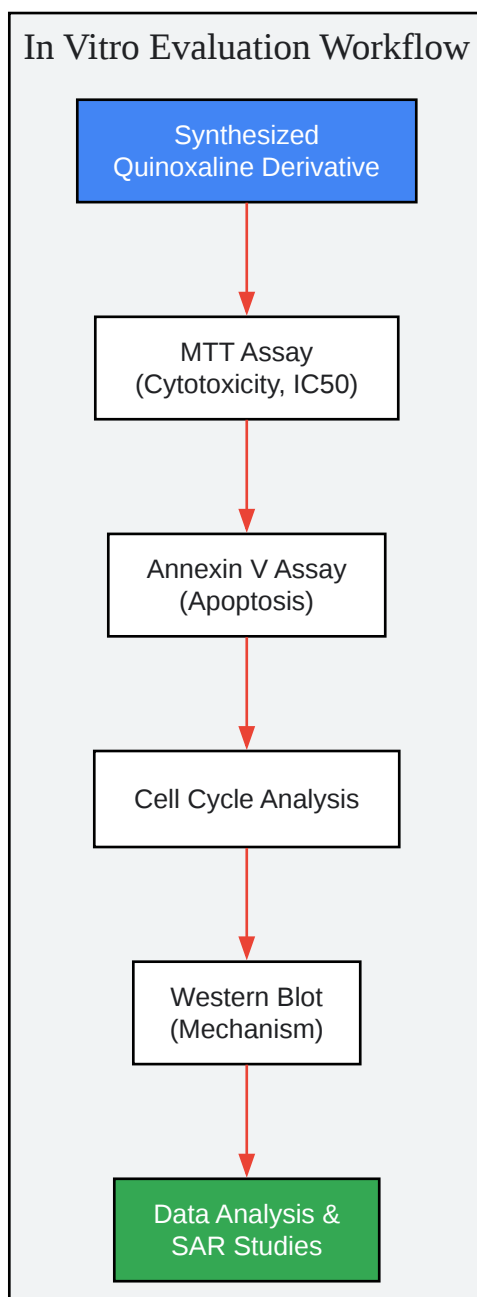 In Vitro Evaluation Workflow
Synthesized
Quinoxaline Derivative
MTT Assay
(Cytotoxicity, IC50)
Annexin V Assay
(Apoptosis)
Cell Cycle Analysis
Western Blot
(Mechanism)
Data Analysis &
SAR Studies